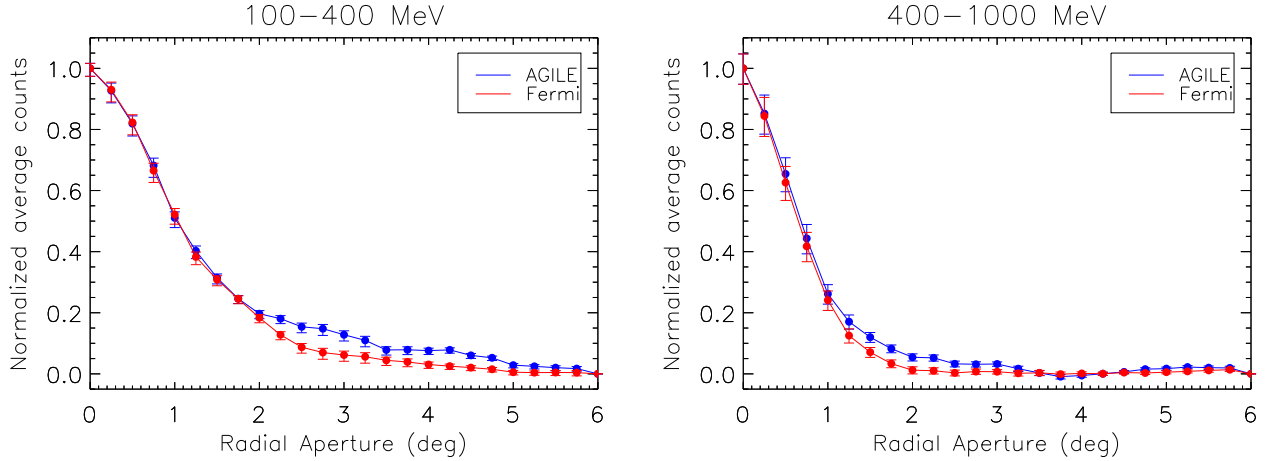 100-400 MeV
Normalized average counts
1.0
0.8
0.6
0.4
0.2
0.0
AGILE
Fermi
0 1 2 3 4 5 6
Radial Aperture (deg)
400-1000 MeV
Normalized average counts
1.0
0.8
0.6
0.4
0.2
0.0
AGILE
Fermi
0 1 2 3 4 5 6
Radial Aperture (deg)